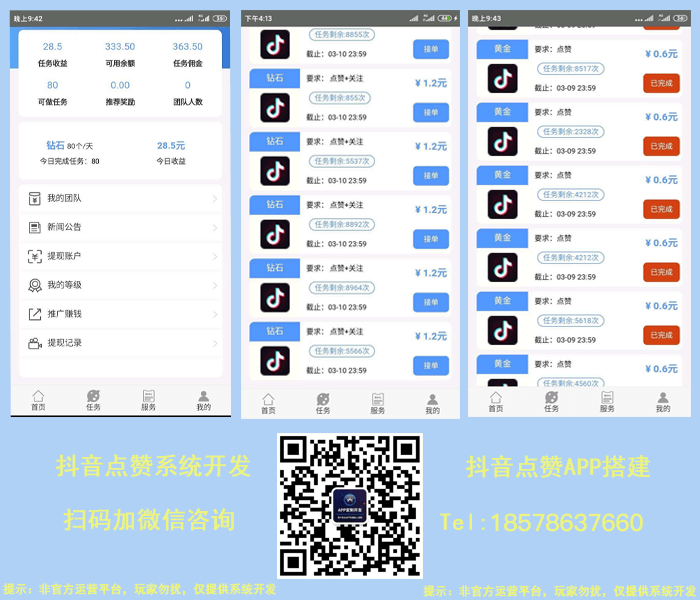 晚上9:42
28.5
333.50
363.50
任务收益
可用余额
任务佣金
80
0.00
0
可做任务
推荐奖励
团队人数
钻石 80个/天
28.5元
今日完成任务：80
今日收益
我的团队
新闻公告
提现账户
我的等级
推广赚钱
提现记录
首页
任务
服务
我的
下午4:13
44
任务剩余:8855次
截止：03-10 23:59
接单
钻石
要求：点赞+关注
¥ 1.2元
任务剩余:855次
截止：03-10 23:59
接单
钻石
要求：点赞+关注
¥ 1.2元
任务剩余:5537次
截止：03-10 23:59
接单
钻石
要求：点赞+关注
¥ 1.2元
任务剩余:8892次
截止：03-10 23:59
接单
钻石
要求：点赞+关注
¥ 1.2元
任务剩余:8964次
截止：03-10 23:59
接单
钻石
要求：点赞+关注
¥ 1.2元
任务剩余:5566次
截止：03-10 23:59
接单
首页
任务
服务
我的
晚上9:43
黄金
要求：点赞
¥ 0.6元
任务剩余:8517次
截止：03-09 23:59
已完成
黄金
要求：点赞
¥ 0.6元
任务剩余:2328次
截止：03-09 23:59
已完成
黄金
要求：点赞
¥ 0.6元
任务剩余:4212次
截止：03-09 23:59
已完成
黄金
要求：点赞
¥ 0.6元
任务剩余:4212次
截止：03-09 23:59
已完成
黄金
要求：点赞
¥ 0.6元
任务剩余:5618次
截止：03-09 23:59
已完成
黄金
要求：点赞
¥ 0.6元
任务剩余:4560次
首页
任务
服务
我的
抖音点赞系统开发
扫码加微信咨询
APP定制开发
抖音点赞APP搭建
Tel:18578637660
提示：非官方运营平台，玩家勿扰，仅提供系统开发
提示：非官方运营平台，玩家勿扰，仅提供系统开发